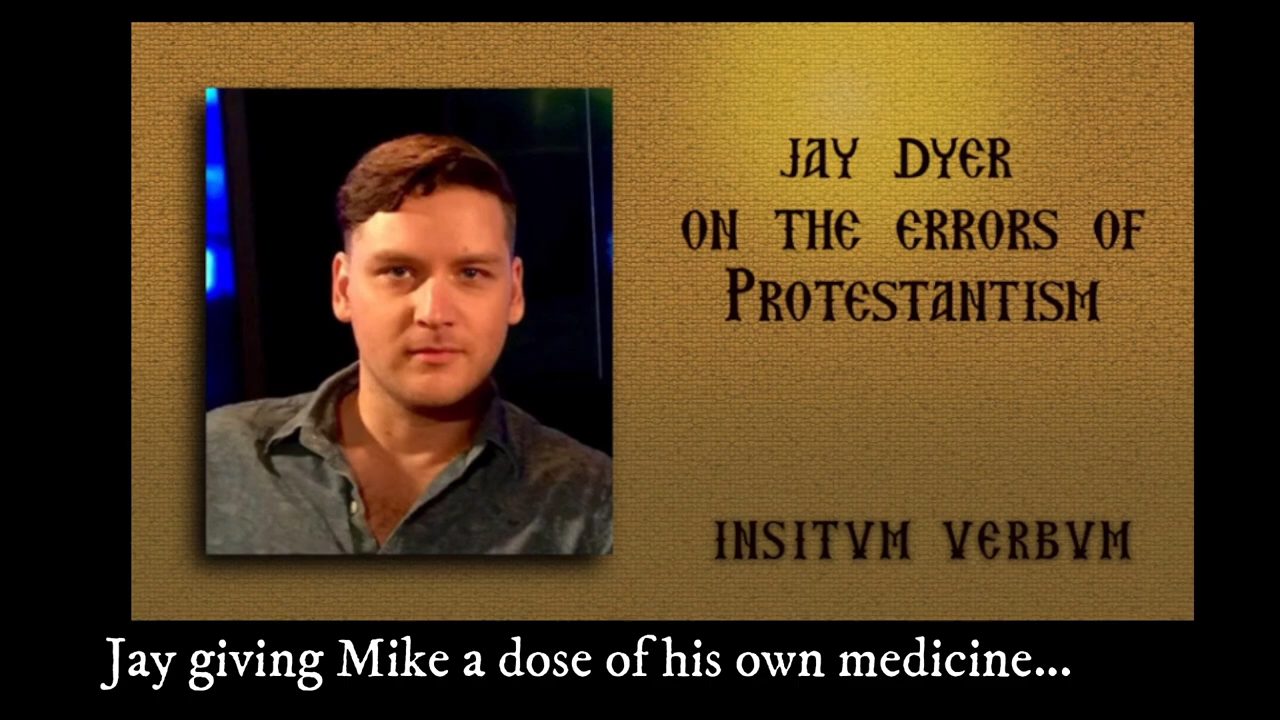 JAY DYER
ON THE ERRORS OF
PROTESTANTISM
INSITVM VERBVM
Jay giving Mike a dose of his own medicine...